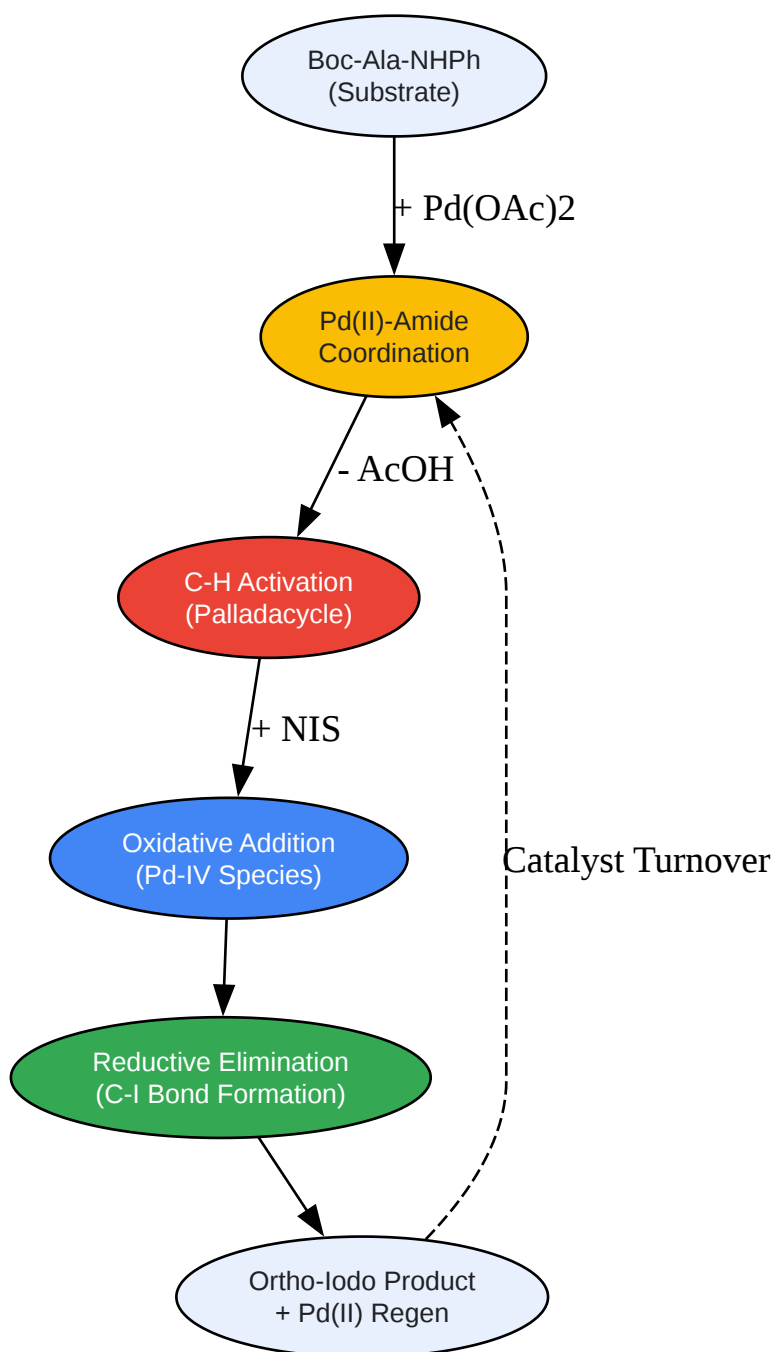 Boc-Ala-NHPh
(Substrate)
+ Pd(OAc)2
Pd(II)-Amide
Coordination
- AcOH
C-H Activation
(Palladacycle)
+ NIS
Oxidative Addition
(Pd-IV Species)
Catalyst Turnover
Reductive Elimination
(C-I Bond Formation)
Ortho-Iodo Product
+ Pd(II) Regen